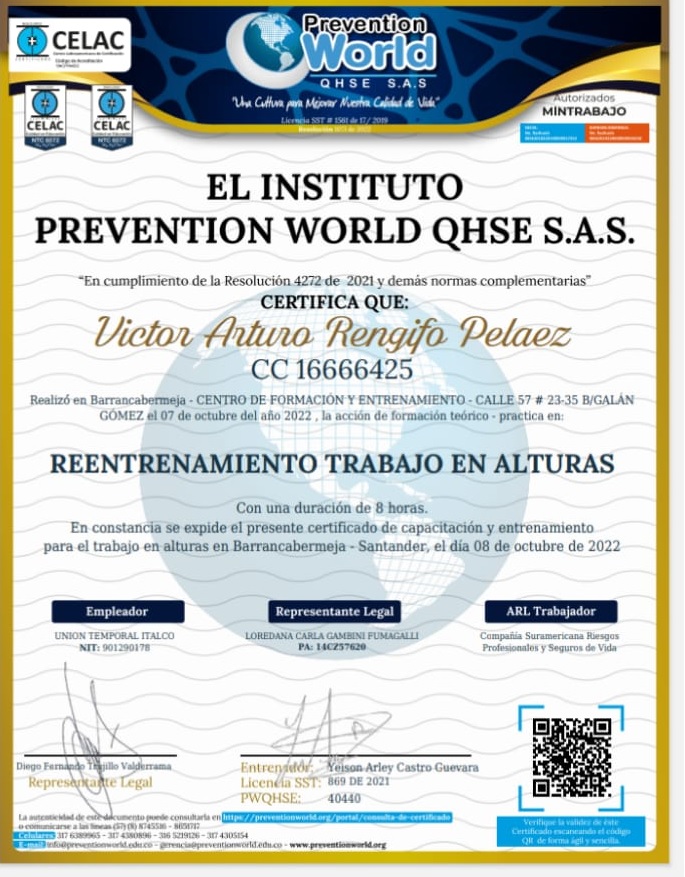 CELAC
Prevention
World
QHSE S.A.S
"Una Cultura para Mejorar Nuestra Calidad de Vida"
Licencia SST # 1561 de 17/ 2019
CELAC
CELAC
NTC 6072
NTC 6072
Autorizados
MINTRABAJO
EL INSTITUTO
PREVENTION WORLD QHSE S.A.S.
“En cumplimiento de la Resolución 4272 de 2021 y demás normas complementarias”
CERTIFICA QUE:
Victor Arturo Rengifo Pelaez
CC 16666425
Realizó en Barrancabermeja - CENTRO DE FORMACIÓN Y ENTRENAMIENTO - CALLE 57 # 23-35 B/GALÁN
GÓMEZ el 07 de octubre del año 2022 , la acción de formación teórico - practica en:
REENTRENAMIENTO TRABAJO EN ALTURAS
Con una duración de 8 horas.
En constancia se expide el presente certificado de capacitación y entrenamiento
para el trabajo en alturas en Barrancabermeja - Santander, el día 08 de octubre de 2022
Empleador
UNION TEMPORAL ITALCO
NIT: 901290178
Representante Legal
LOREDANA CARLA GAMBINI FUMAGALLI
PA: 14CZ57620
ARL Trabajador
Compañía Suramericana Riesgos
Profesionales y Seguros de Vida
Diego Fernando Trujillo Valderrama
Representante Legal
Entrenador: Yeison Arley Castro Guevara
Licencia SST: 869 DE 2021
PWQHSE: 40440
La autenticidad de este documento puede consultarla en https://preventionworld.org/portal/consulta-de-certificado
o comunicarse a las lineas (57) (8) 8745516 - 8651717
Celulares: 317 6389965 - 317 4380896 - 316 5219126 - 317 4305154
E-mail: info@preventionworld.edu.co - gerencia@preventionworld.edu.co - www.preventionworld.org
Verifique la validez de éste
Certificado escaneando el código
QR de forma ágil y sencilla.